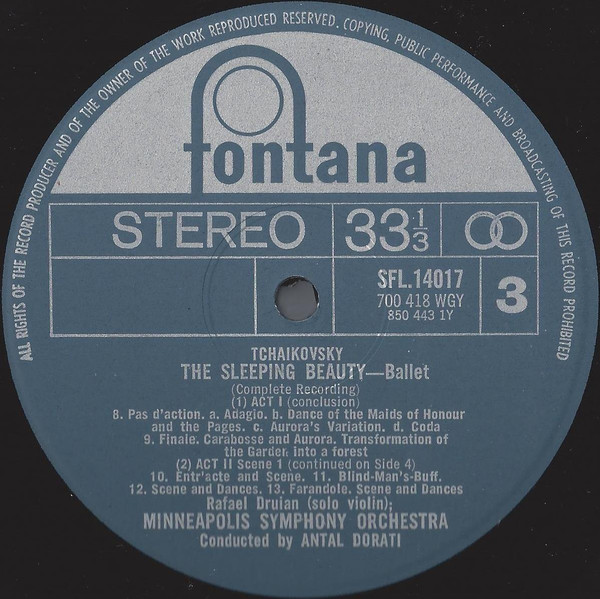 ALL RIGHTS OF THE RECORD PRODUCER AND OF THE OWNER OF THE WORK REPRODUCED RESERVED. COPYING, PUBLIC PERFORMANCE AND BROADCASTING OF THIS RECORD PROHIBITED
fontana
STEREO 33⅓
SFL.14017
700 418 WGY
850 443 1Y
3
TCHAIKOVSKY
THE SLEEPING BEAUTY—Ballet
(Complete Recording)
(1) ACT I (conclusion)
8. Pas d'action. a. Adagio. b. Dance of the Maids of Honour
and the Pages. c. Aurora's Variation. d. Coda
9. Finale. Carabosse and Aurora. Transformation of
the Garden into a forest
(2) ACT II Scene 1 (continued on Side 4)
10. Entr'acte and Scene. 11. Blind-Man's-Buff.
12. Scene and Dances. 13. Farandole. Scene and Dances
Rafael Druian (solo violin);
MINNEAPOLIS SYMPHONY ORCHESTRA
Conducted by ANTAL DORATI